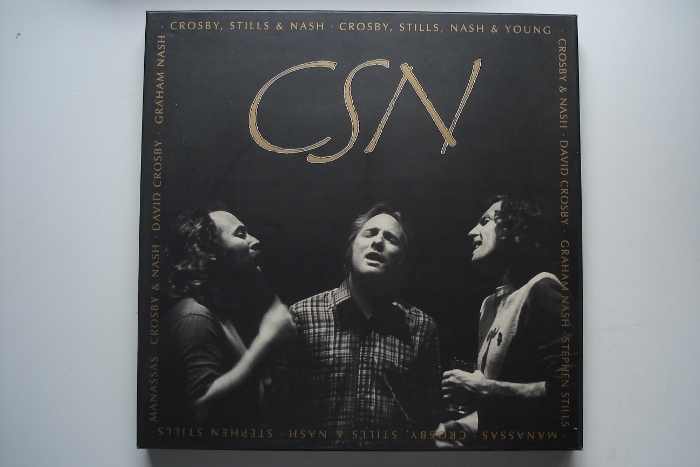 · CROSBY, STILLS & NASH · CROSBY, STILLS, NASH & YOUNG ·
CSN
CROSBY & NASH · DAVID CROSBY · GRAHAM NASH · STEPHEN STILLS ·
MANASSAS · CROSBY, STILLS & NASH · STEPHEN STILLS ·
MANASSAS · CROSBY & NASH · DAVID CROSBY · GRAHAM NASH